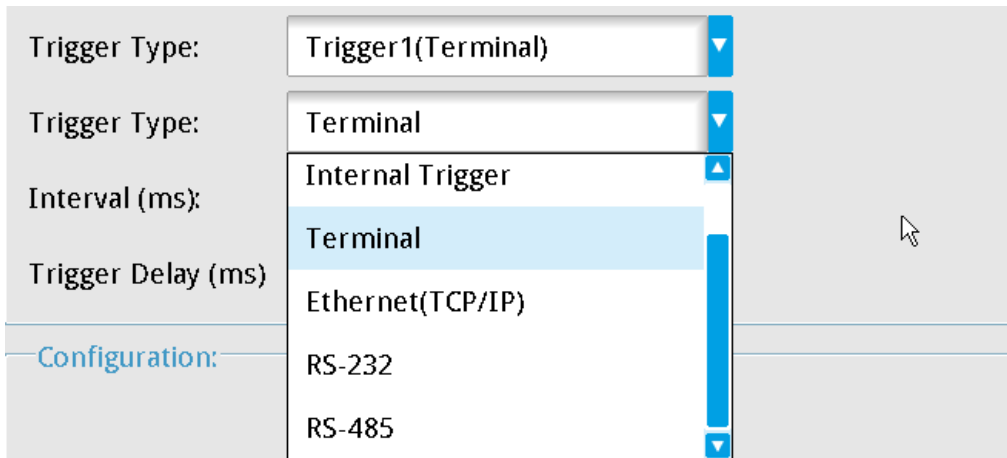 Trigger Type:
Trigger1(Terminal)
Trigger Type:
Terminal
Internal Trigger
Interval (ms):
Terminal
Trigger Delay (ms)
Ethernet(TCP/IP)
Configuration:
RS-232
RS-485